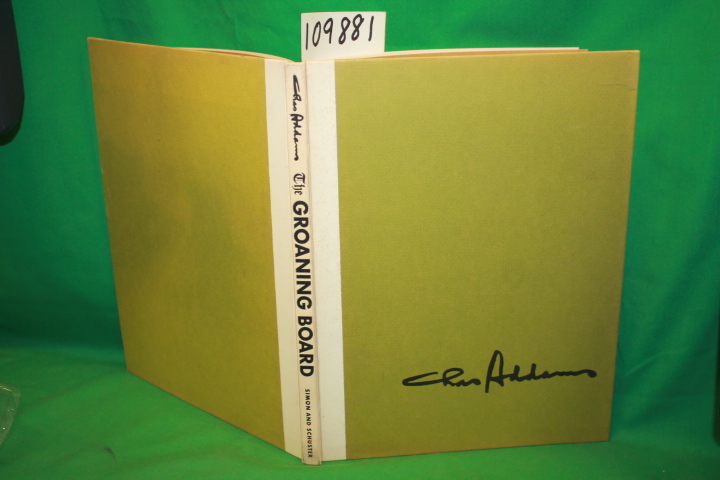 109881
Chas Addams
The GROANING BOARD
SIMON AND SCHUSTER
Chas Addams